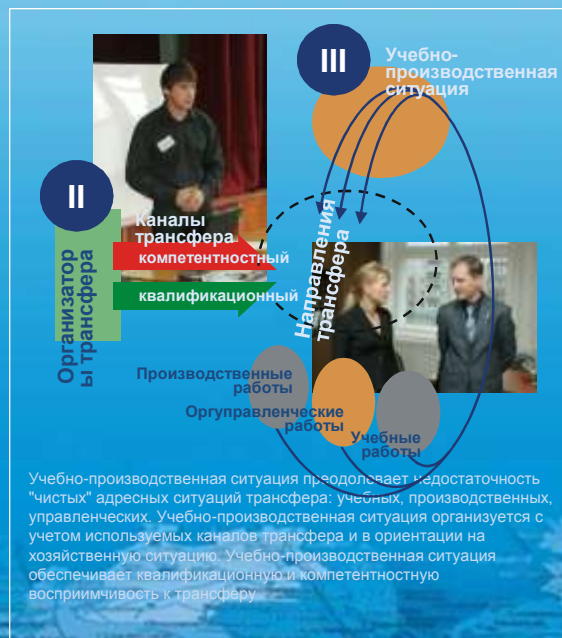 III
Учебно-
производственная
ситуация
II
Каналы
трансфера
компетентностный
квалификационный
Организатор
ы трансфера
Направления
трансфера
Производственные
работы
Оргуправленческие
работы
Учебные
работы
Учебно-производственная ситуация преодолевает недостаточность
"чистых" адресных ситуаций трансфера: учебных, производственных,
управленческих. Учебно-производственная ситуация организуется с
учетом используемых каналов трансфера и в ориентации на
хозяйственную ситуацию. Учебно-производственная ситуация
обеспечивает квалификационную и компетентностную
восприимчивость к трансферу